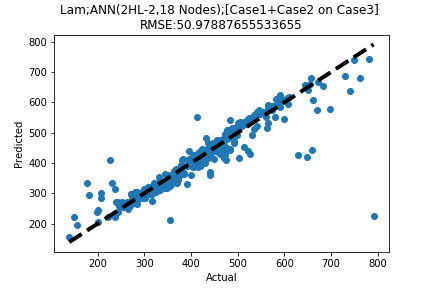 Lam;ANN(2HL-2,18 Nodes);[Case1+Case2 on Case3]
RMSE:50.97887655533655
800
700
600
500
400
300
200
Predicted
200 300 400 500 600 700 800
Actual